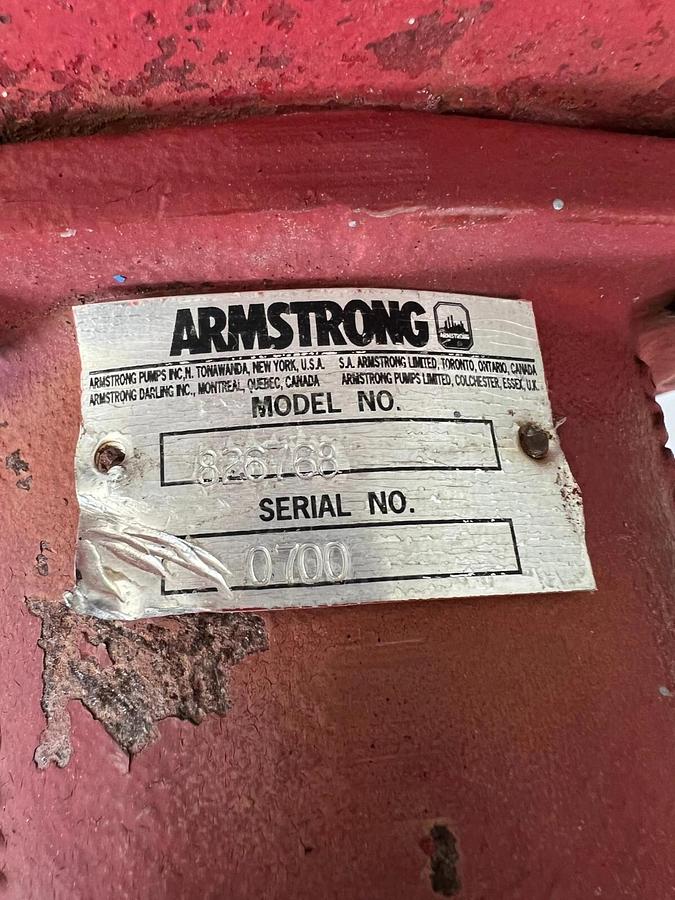 ARMSTRONG
ARMSTRONG
ARMSTRONG PUMPS INC, N. TONAWANDA, NEW YORK, U.S.A. S.A. ARMSTRONG LIMITED, TORONTO, ONTARIO, CANADA
ARMSTRONG DARLING INC., MONTREAL, QUEBEC, CANADA ARMSTRONG PUMPS LIMITED, COLCHESTER, ESSEX, U.K.
MODEL NO.
826768
SERIAL NO.
0700